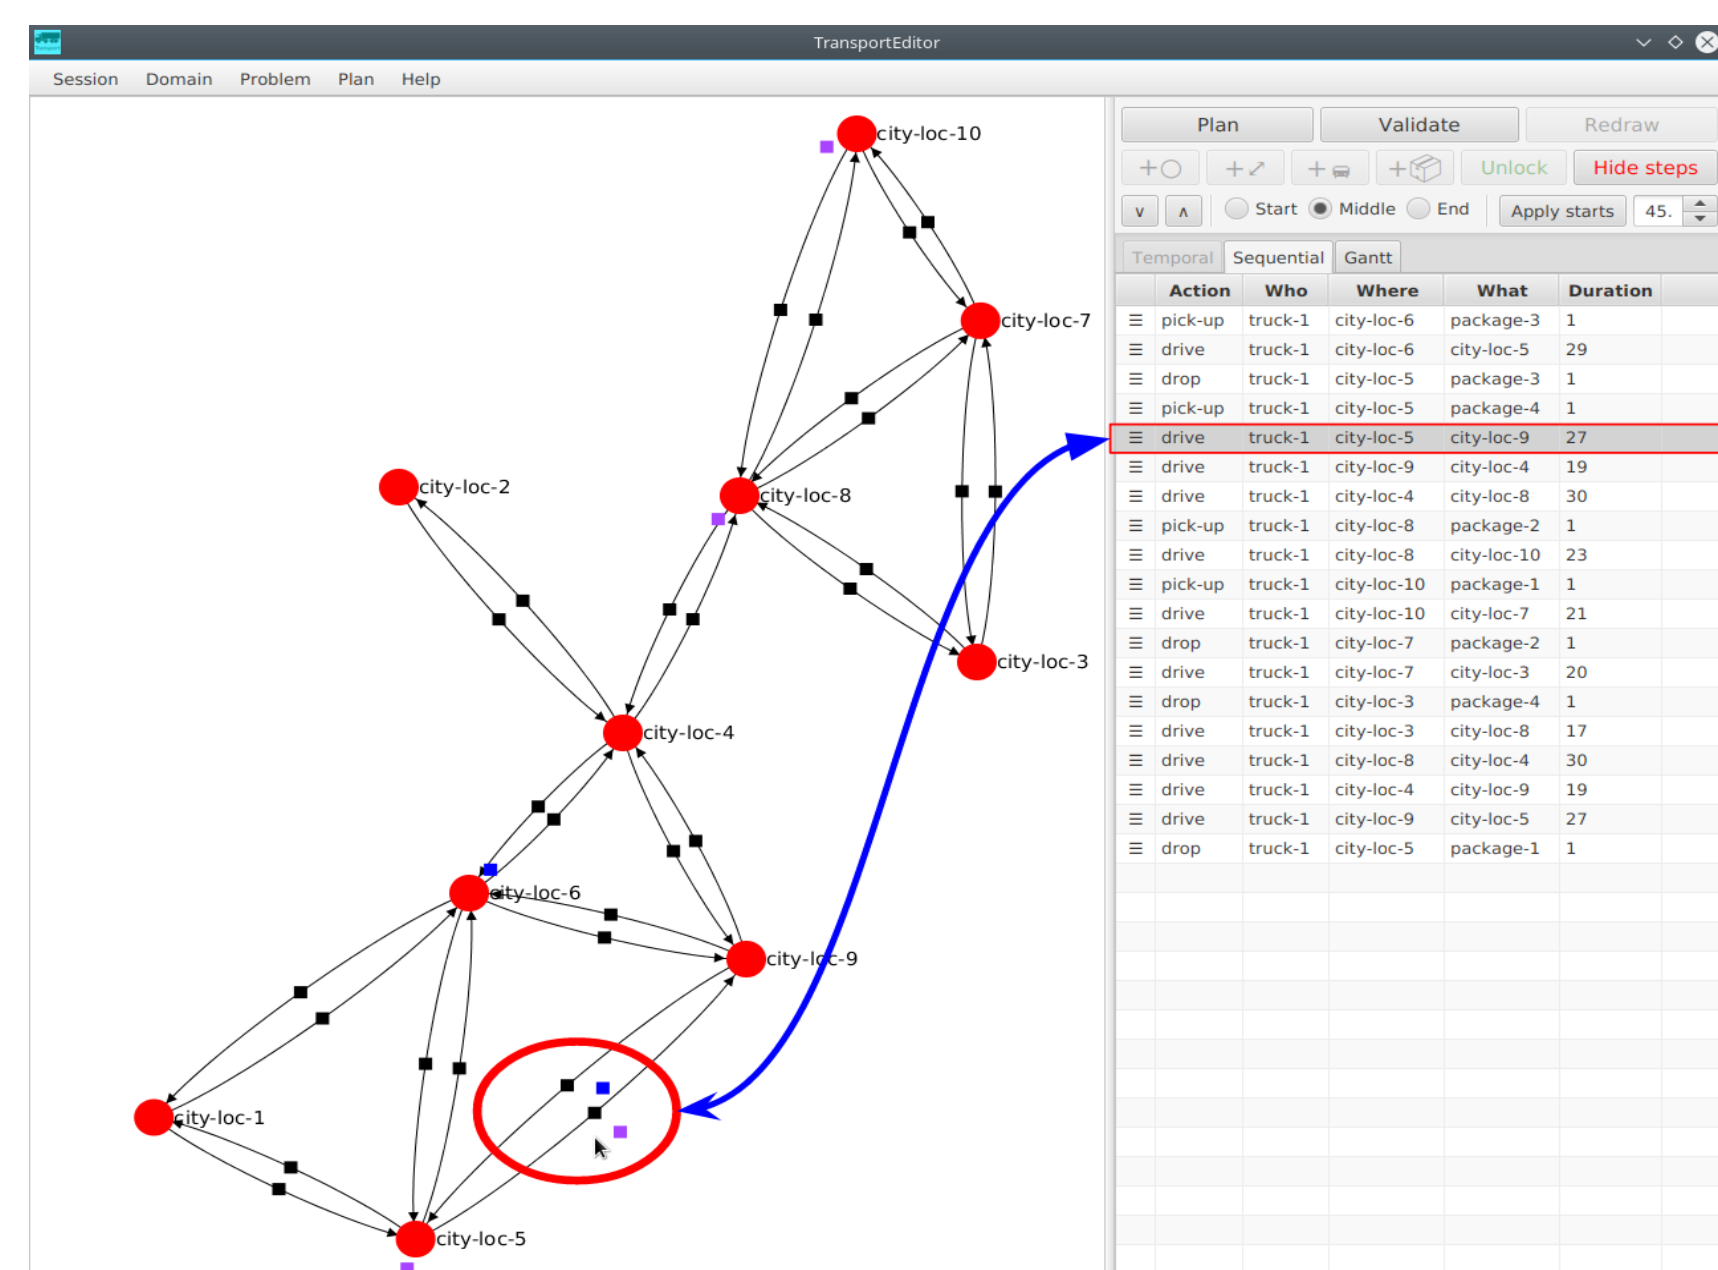 TransportEditor
Session Domain Problem Plan Help
Plan Validate Redraw
+ + + + Unlock Hide steps
v ʌ Start Middle End Apply starts 45.
Temporal Sequential Gantt
Action Who Where What Duration
pick-up truck-1 city-loc-6 package-3 1
drive truck-1 city-loc-6 city-loc-5 29
drop truck-1 city-loc-5 package-3 1
pick-up truck-1 city-loc-5 package-4 1
drive truck-1 city-loc-5 city-loc-9 27
drive truck-1 city-loc-9 city-loc-4 19
drive truck-1 city-loc-4 city-loc-8 30
pick-up truck-1 city-loc-8 package-2 1
drive truck-1 city-loc-8 city-loc-10 23
pick-up truck-1 city-loc-10 package-1 1
drive truck-1 city-loc-10 city-loc-7 21
drop truck-1 city-loc-7 package-2 1
drive truck-1 city-loc-7 city-loc-3 20
drop truck-1 city-loc-3 package-4 1
drive truck-1 city-loc-3 city-loc-8 17
drive truck-1 city-loc-8 city-loc-4 30
drive truck-1 city-loc-4 city-loc-9 19
drive truck-1 city-loc-9 city-loc-5 27
drop truck-1 city-loc-5 package-1 1
city-loc-10
city-loc-7
city-loc-2
city-loc-8
city-loc-3
city-loc-4
city-loc-6
city-loc-9
city-loc-1
city-loc-5